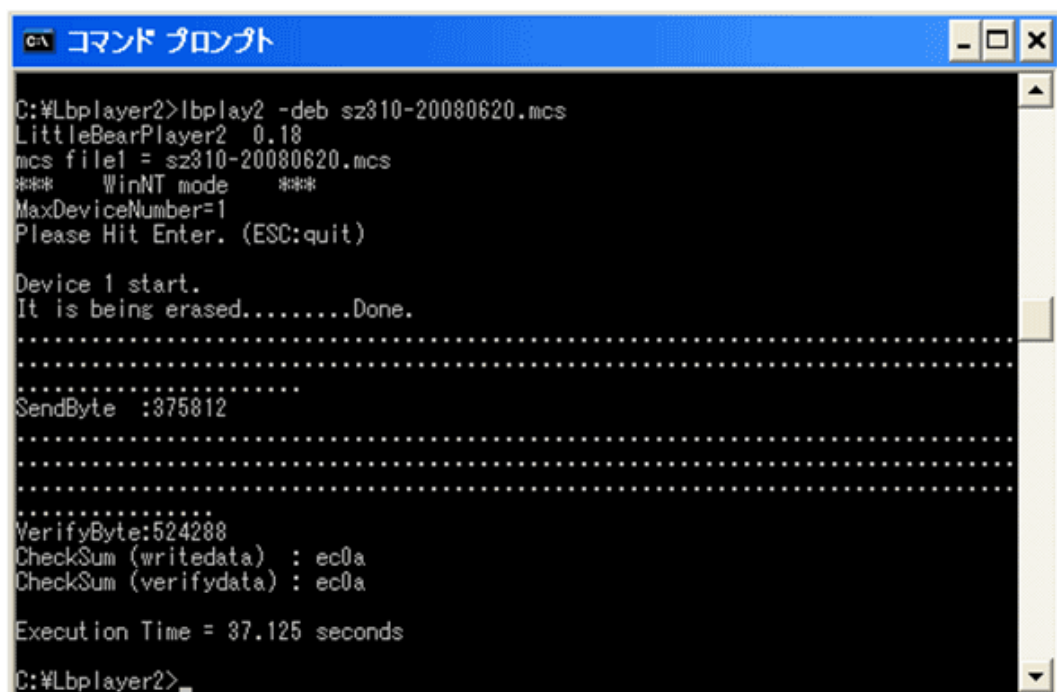 コマンド プロンプト
C:¥Lbplayer2>lbplay2 -deb sz310-20080620.mcs
LittleBearPlayer2  0.18
mcs file1 = sz310-20080620.mcs
***    WinNT mode    ***
MaxDeviceNumber=1
Please Hit Enter. (ESC:quit)
Device 1 start.
It is being erased.........Done.
................................................................................
................................................................................
.......................
SendByte  :375812
................................................................................
................................................................................
................................................................................
................
VerifyByte:524288
CheckSum (writedata)  : ec0a
CheckSum (verifydata) : ec0a
Execution Time = 37.125 seconds
C:¥Lbplayer2>_